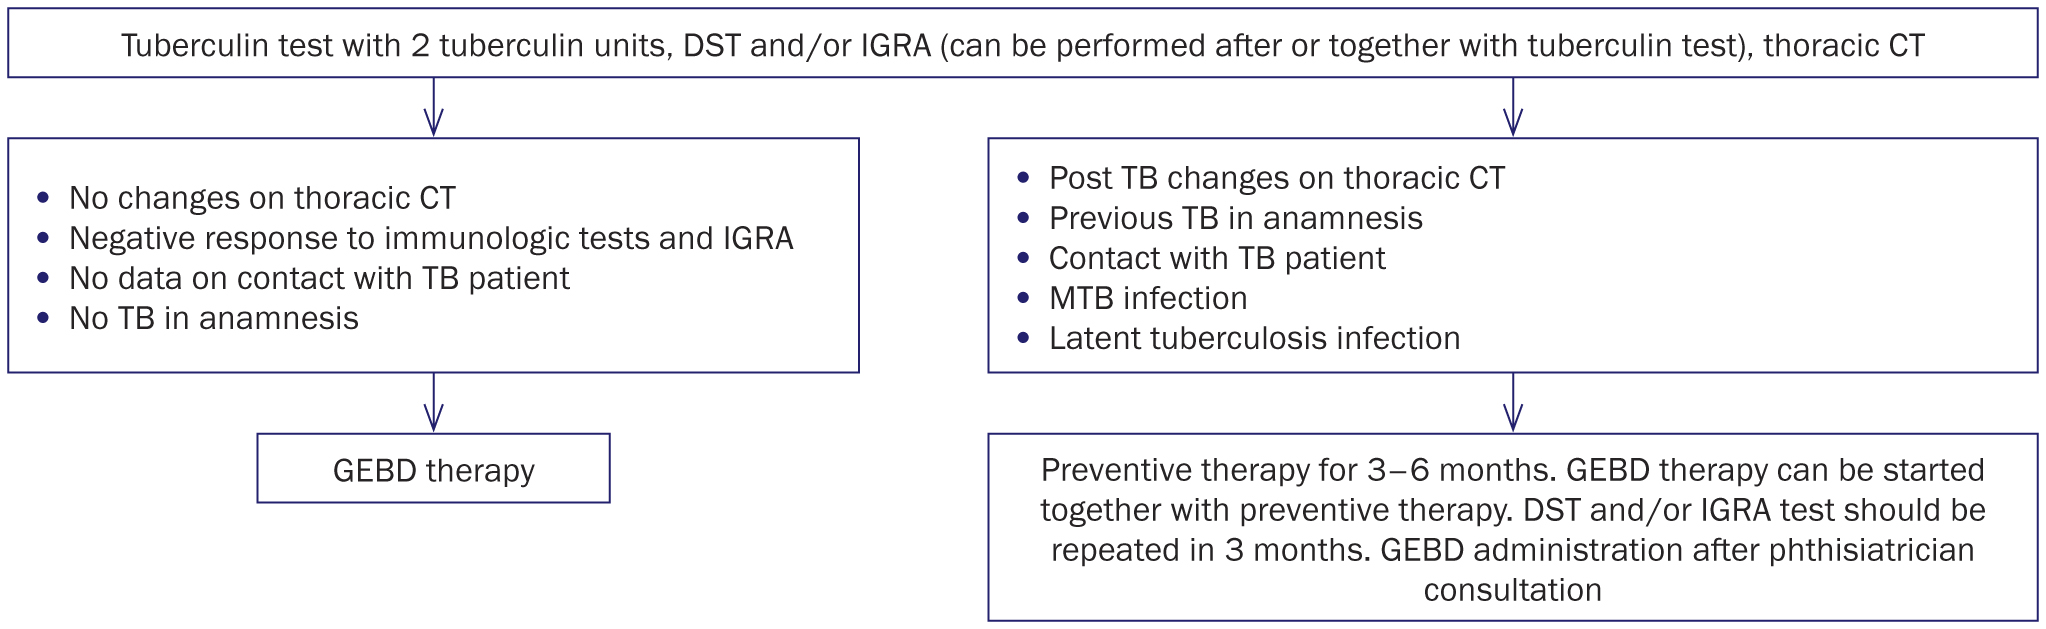 Tuberculin test with 2 tuberculin units, DST and/or IGRA (can be performed after or together with tuberculin test), thoracic CT
• No changes on thoracic CT
• Negative response to immunologic tests and IGRA
• No data on contact with TB patient
• No TB in anamnesis
• Post TB changes on thoracic CT
• Previous TB in anamnesis
• Contact with TB patient
• MTB infection
• Latent tuberculosis infection
GEBD therapy
Preventive therapy for 3–6 months. GEBD therapy can be started
together with preventive therapy. DST and/or IGRA test should be
repeated in 3 months. GEBD administration after phthisiatrician
consultation